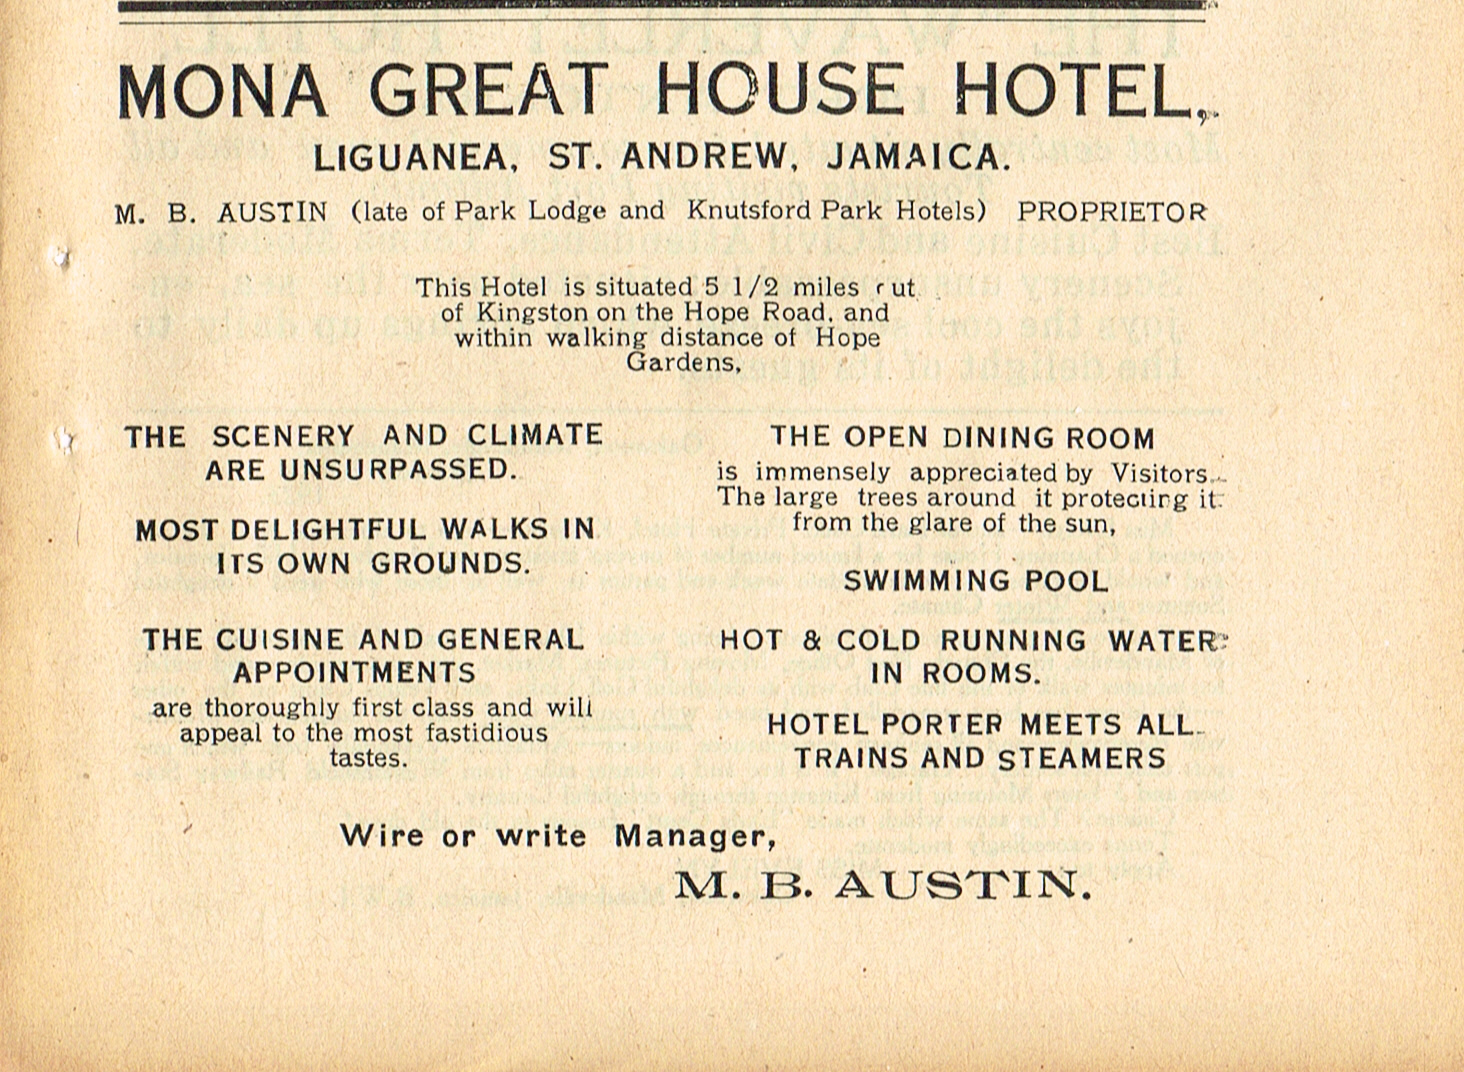 MONA GREAT HOUSE HOTEL,
LIGUANEA, ST. ANDREW, JAMAICA.
M. B. AUSTIN (late of Park Lodge and Knutsford Park Hotels) PROPRIETOR
This Hotel is situated 5 1/2 miles out
of Kingston on the Hope Road, and
within walking distance of Hope
Gardens,
THE SCENERY AND CLIMATE
ARE UNSURPASSED.
MOST DELIGHTFUL WALKS IN
ITS OWN GROUNDS.
THE CUISINE AND GENERAL
APPOINTMENTS
are thoroughly first class and will
appeal to the most fastidious
tastes.
THE OPEN DINING ROOM
is immensely appreciated by Visitors.
The large trees around it protecting it
from the glare of the sun,
SWIMMING POOL
HOT & COLD RUNNING WATER
IN ROOMS.
HOTEL PORTER MEETS ALL
TRAINS AND STEAMERS
Wire or write Manager,
M. B. AUSTIN.